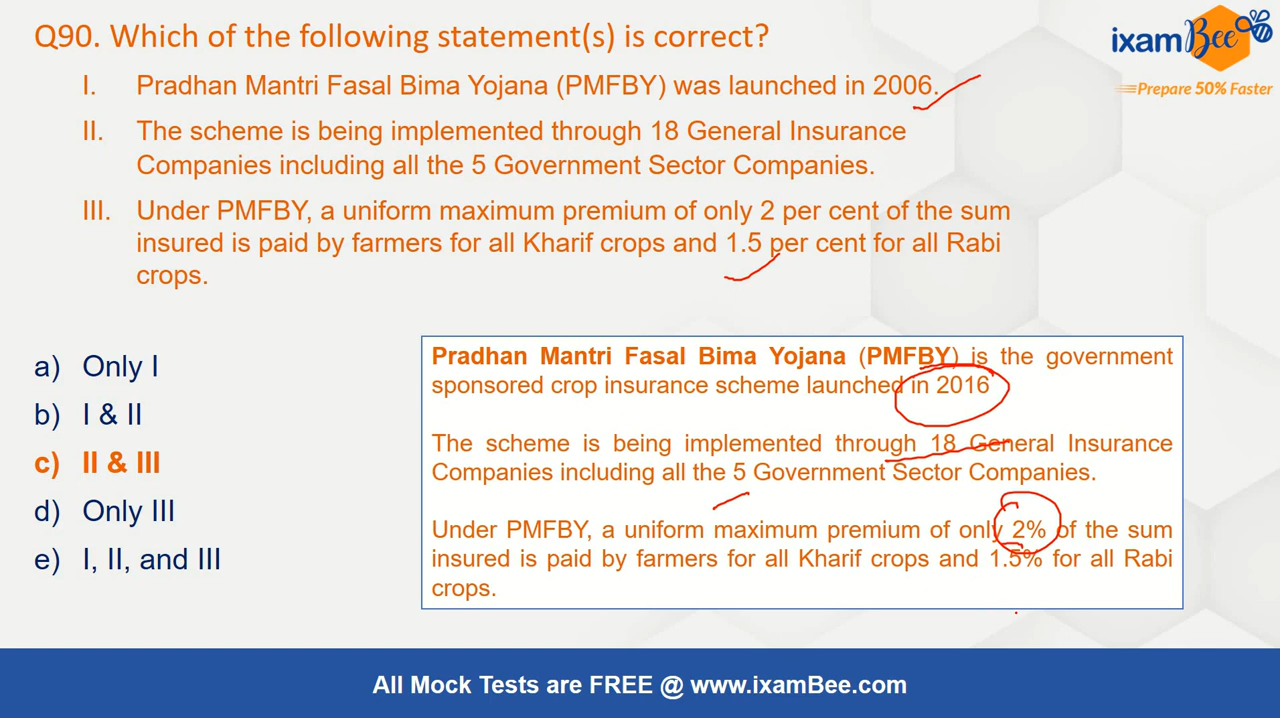 Q90. Which of the following statement(s) is correct?
ixamBee
Prepare 50% Faster
I. Pradhan Mantri Fasal Bima Yojana (PMFBY) was launched in 2006.
II. The scheme is being implemented through 18 General Insurance
Companies including all the 5 Government Sector Companies.
III. Under PMFBY, a uniform maximum premium of only 2 per cent of the sum
insured is paid by farmers for all Kharif crops and 1.5 per cent for all Rabi
crops.
a) Only I
b) I & II
c) II & III
d) Only III
e) I, II, and III
Pradhan Mantri Fasal Bima Yojana (PMFBY) is the government
sponsored crop insurance scheme launched in 2016
The scheme is being implemented through 18 General Insurance
Companies including all the 5 Government Sector Companies.
Under PMFBY, a uniform maximum premium of only 2% of the sum
insured is paid by farmers for all Kharif crops and 1.5% for all Rabi
crops.
All Mock Tests are FREE @ www.ixamBee.com